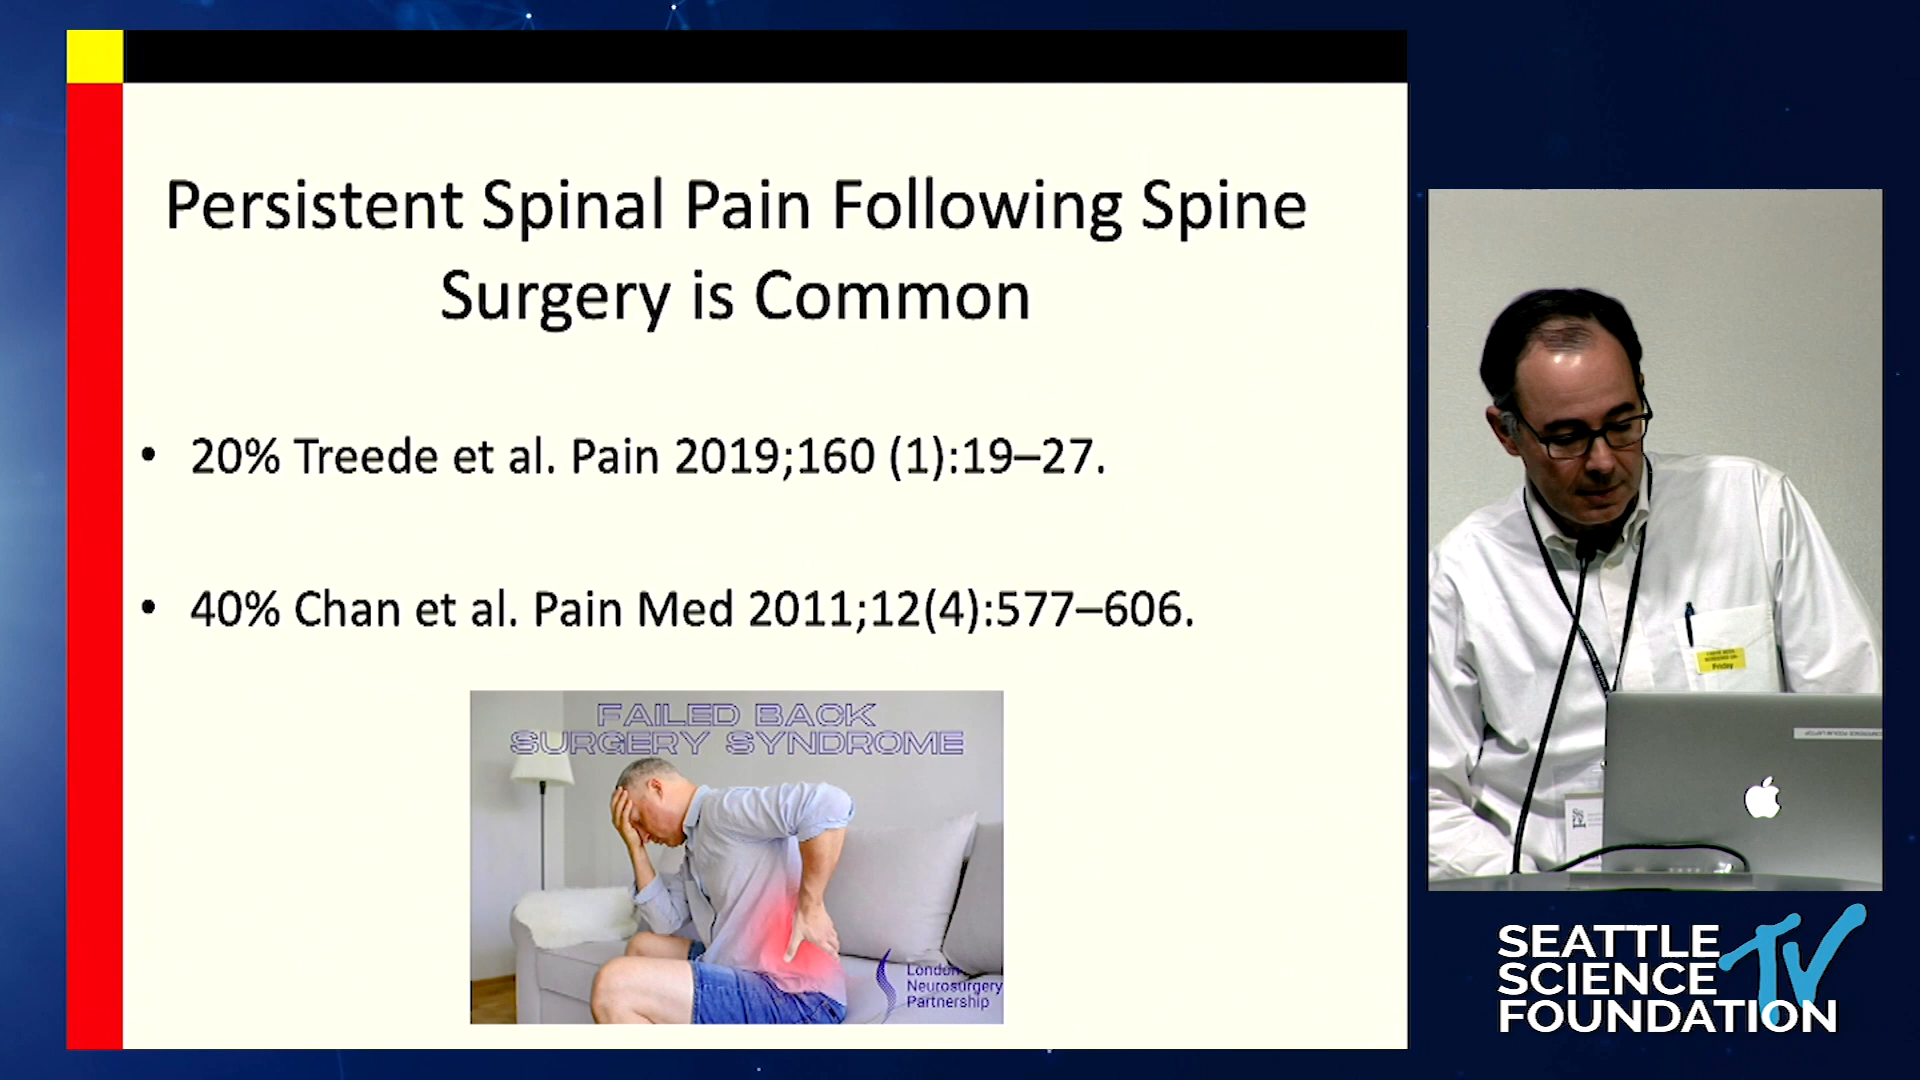 Persistent Spinal Pain Following Spine
Surgery is Common
• 20% Treede et al. Pain 2019;160 (1):19–27.
• 40% Chan et al. Pain Med 2011;12(4):577–606.
FAILED BACK
SURGERY SYNDROME
London
Neurosurgery
Partnership
Friday
SEATTLE
SCIENCE
FOUNDATION
TV